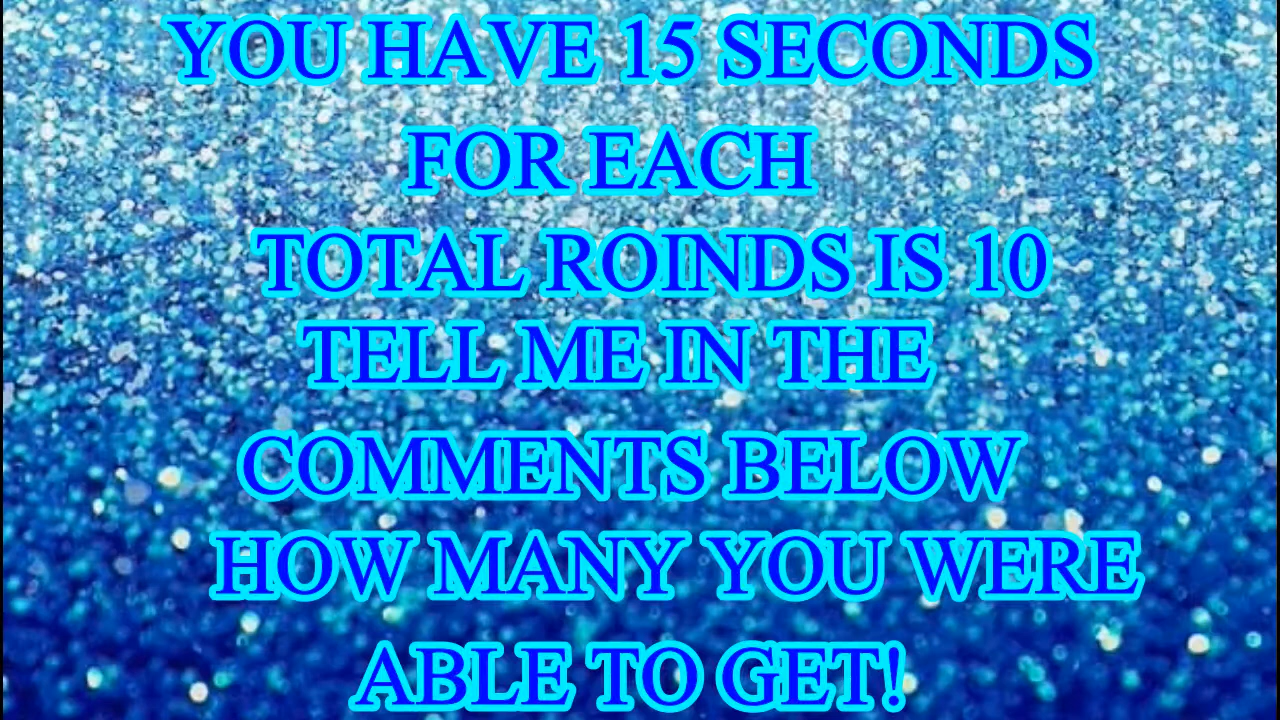 YOU HAVE 15 SECONDS
FOR EACH
TOTAL ROINDS IS 10
TELL ME IN THE
COMMENTS BELOW
HOW MANY YOU WERE
ABLE TO GET!